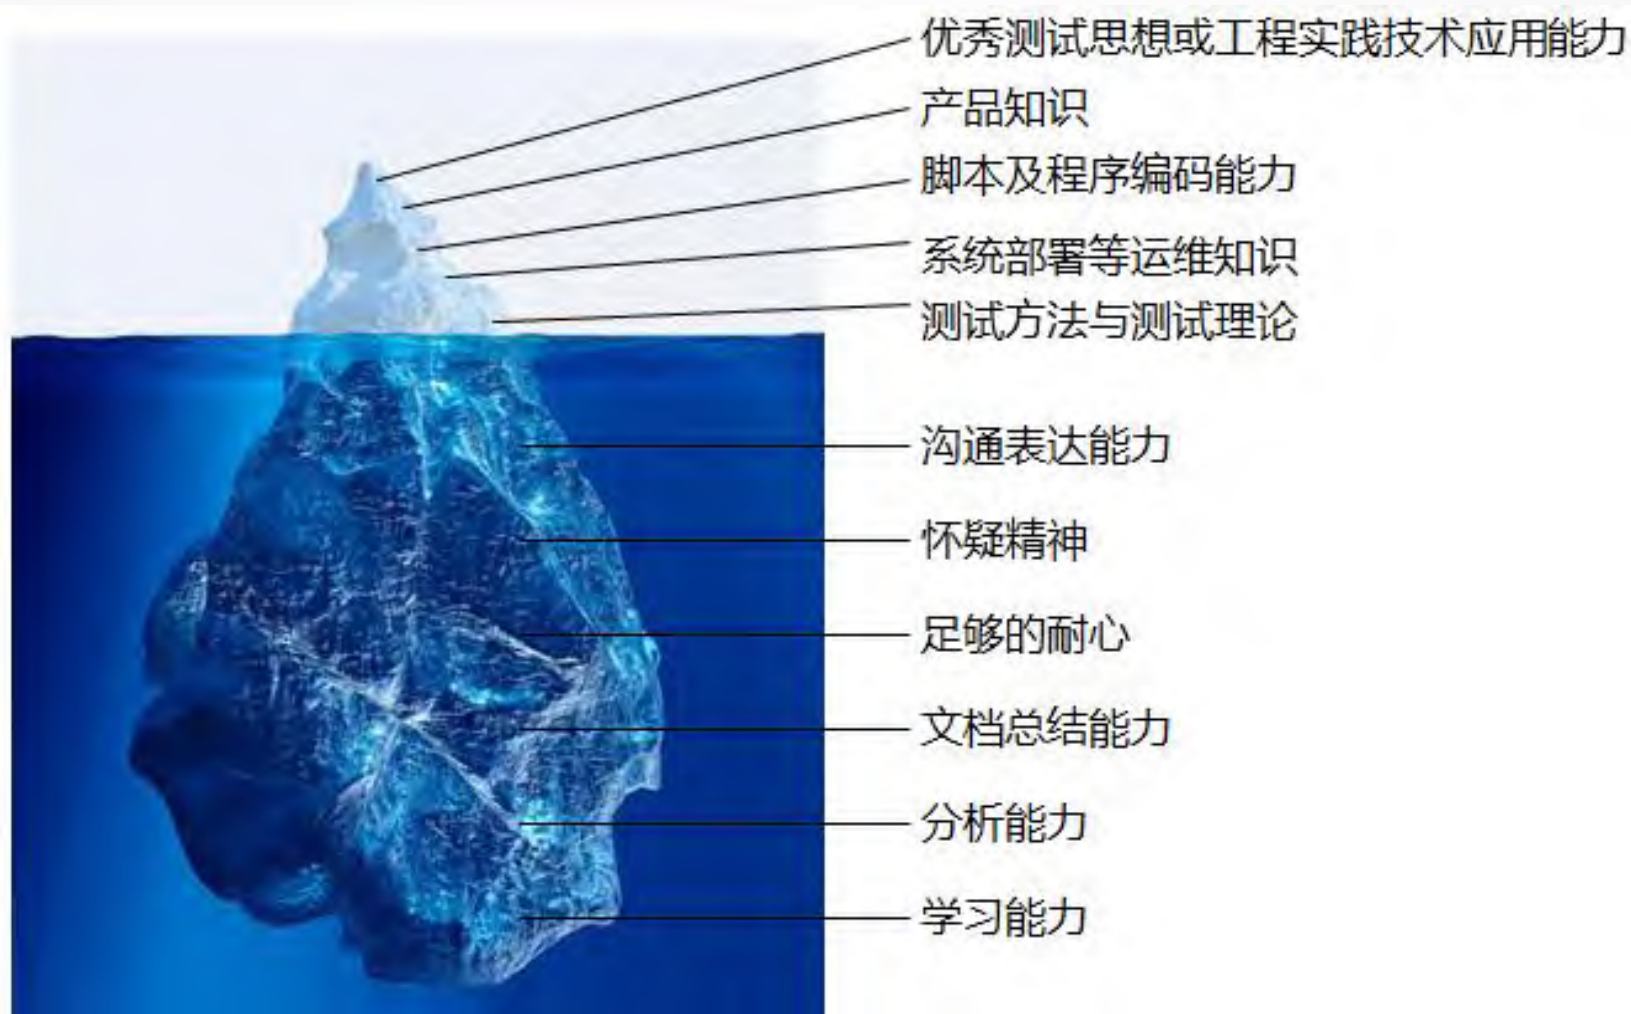 优秀测试思想或工程实践技术应用能力
产品知识
脚本及程序编码能力
系统部署等运维知识
测试方法与测试理论
沟通表达能力
怀疑精神
足够的耐心
文档总结能力
分析能力
学习能力